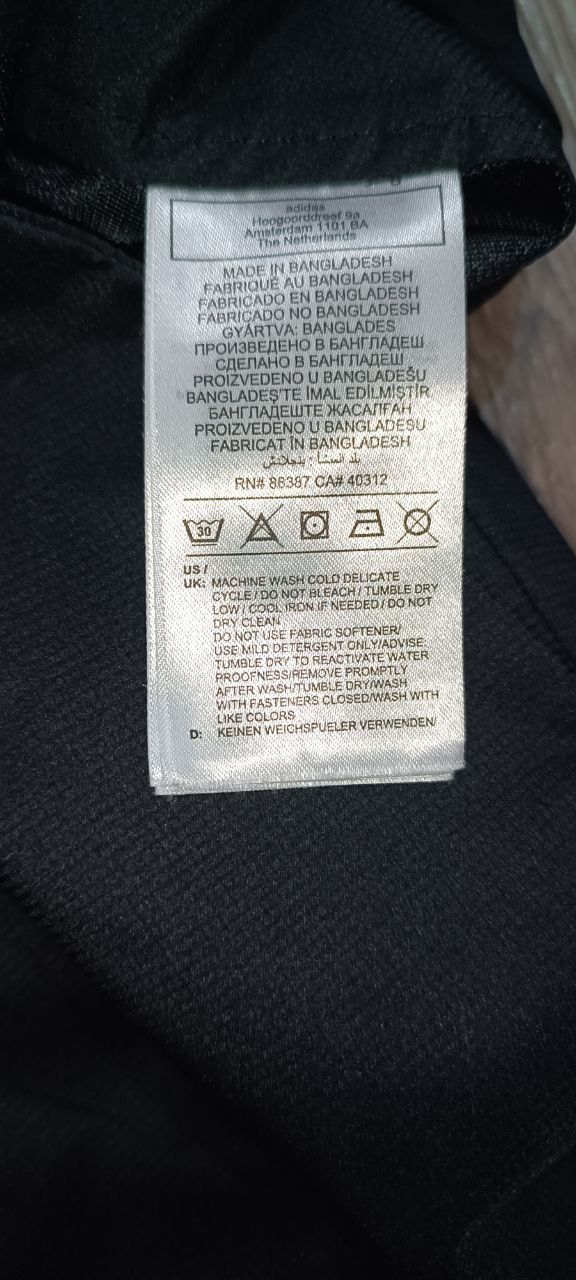 adidas
Hoogoorddreef 9a
Amsterdam 1101 BA
The Netherlands
MADE IN BANGLADESH
FABRIQUÉ AU BANGLADESH
FABRICADO EN BANGLADESH
FABRICADO NO BANGLADESH
GYÁRTVA: BANGLADES
ПРОИЗВЕДЕНО В БАНГЛАДЕШ
СДЕЛАНО В БАНГЛАДЕШ
PROIZVEDENO U BANGLADEŠU
BANGLADEŞ'TE İMAL EDİLMİŞTİR
БАНГЛАДЕШТЕ ЖАСАЛҒАН
PROIZVEDENO U BANGLADEŠU
FABRICAT ÎN BANGLADESH
بلد المنشأ : بنجلادش
RN# 88387 CA# 40312
30
US /
UK: MACHINE WASH COLD DELICATE
CYCLE / DO NOT BLEACH / TUMBLE DRY
LOW / COOL IRON IF NEEDED / DO NOT
DRY CLEAN
DO NOT USE FABRIC SOFTENER/
USE MILD DETERGENT ONLY/ADVISE:
TUMBLE DRY TO REACTIVATE WATER
PROOFNESS/REMOVE PROMPTLY
AFTER WASH/TUMBLE DRY/WASH
WITH FASTENERS CLOSED/WASH WITH
LIKE COLORS
D: KEINEN WEICHSPUELER VERWENDEN/